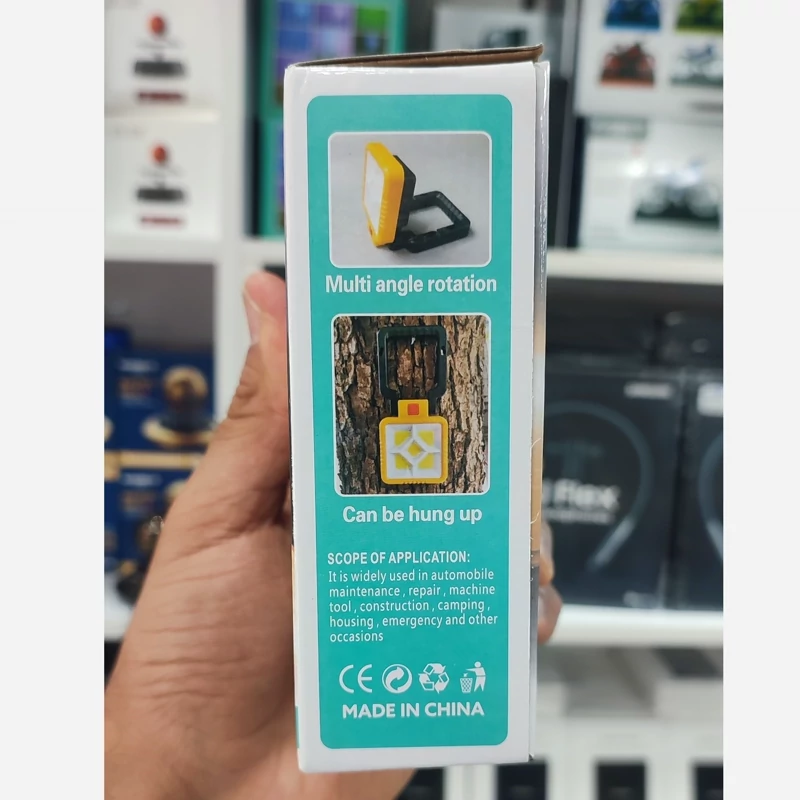 Multi angle rotation
Can be hung up
SCOPE OF APPLICATION:
It is widely used in automobile
maintenance , repair , machine
tool , construction , camping ,
housing , emergency and other
occasions
CE
MADE IN CHINA
flex